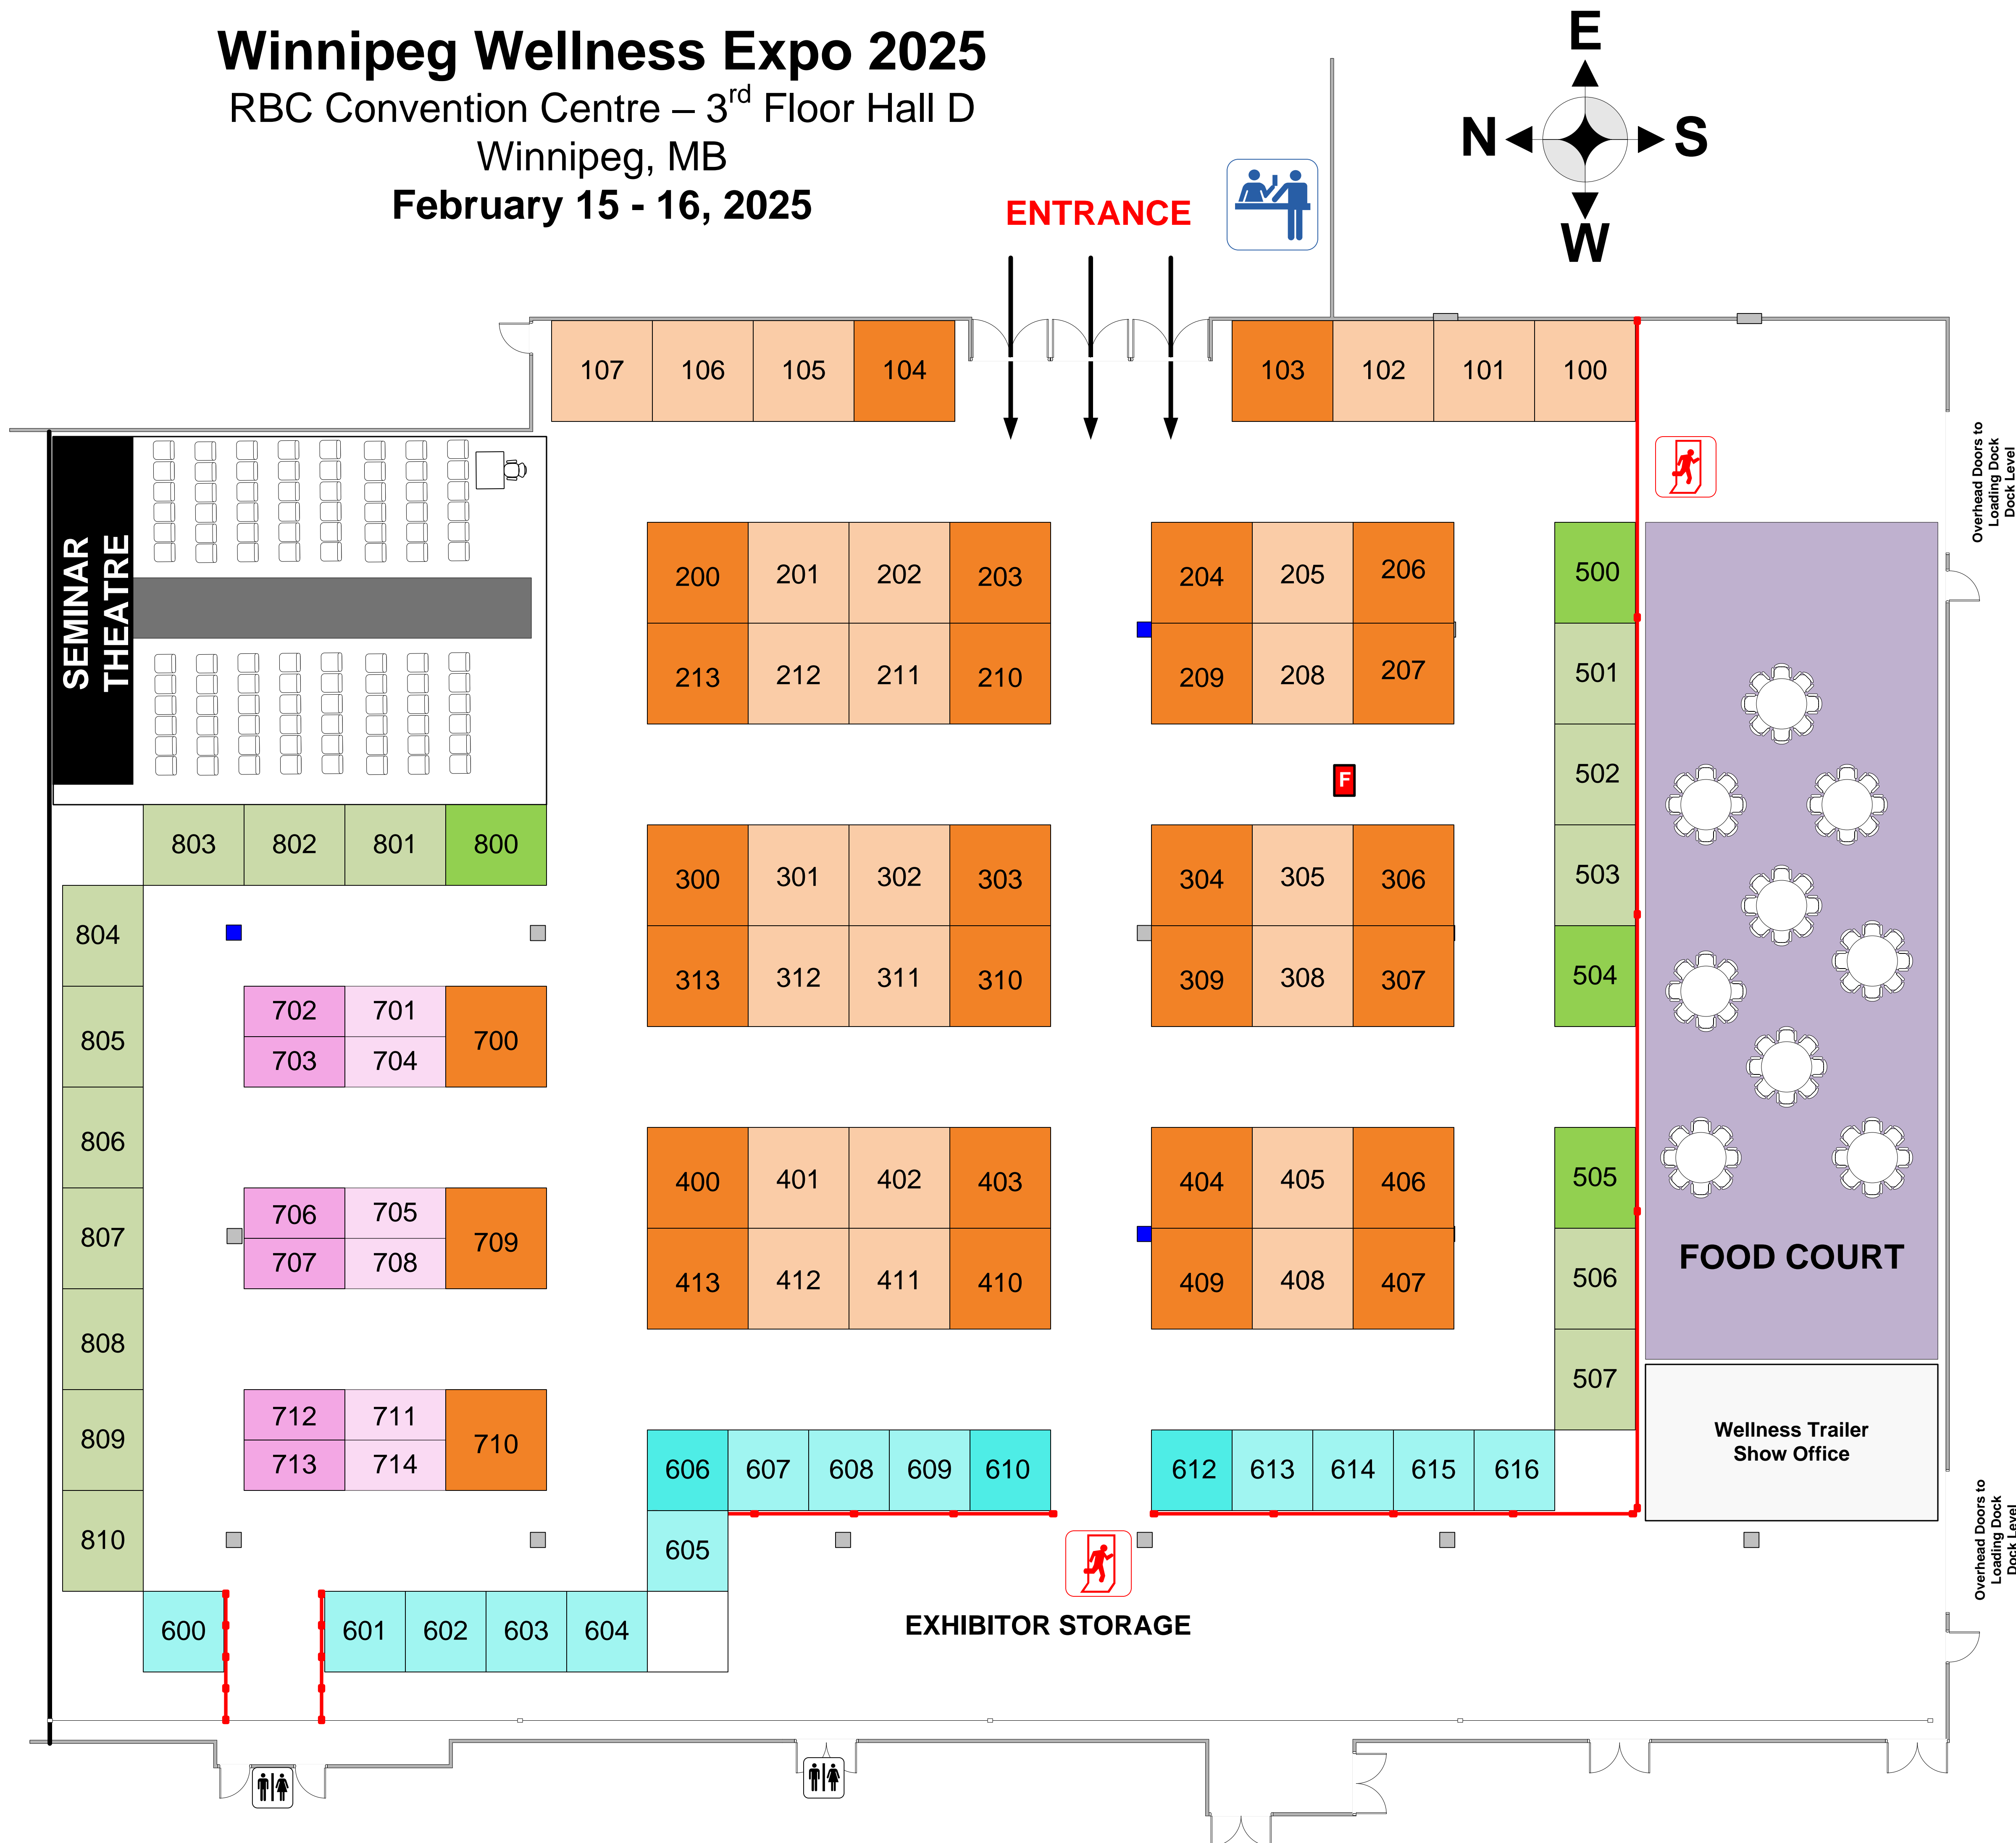 Winnipeg Wellness Expo 2025
RBC Convention Centre – 3rd Floor Hall D
Winnipeg, MB
February 15 - 16, 2025
E
N S
W
ENTRANCE
107 106 105 104 103 102 101 100
Overhead Doors to
Loading Dock
Dock Level
SEMINAR
THEATRE
200 201 202 203 204 205 206 500
213 212 211 210 209 208 207 501
F
502
803 802 801 800 300 301 302 303 304 305 306 503
804
313 312 311 310 309 308 307 504
702 701 700
805
703 704
806
400 401 402 403 404 405 406 505
706 705 709
807
707 708
FOOD COURT
413 412 411 410 409 408 407 506
808
507
712 711 710
809
713 714
Wellness Trailer
Show Office
606 607 608 609 610 612 613 614 615 616
810
605
Overhead Doors to
Loading Dock
Dock Level
600 601 602 603 604
EXHIBITOR STORAGE